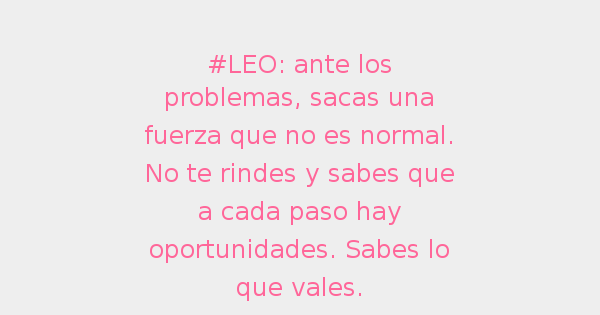 #LEO: ante los
problemas, sacas una
fuerza que no es normal.
No te rindes y sabes que
a cada paso hay
oportunidades. Sabes lo
que vales.